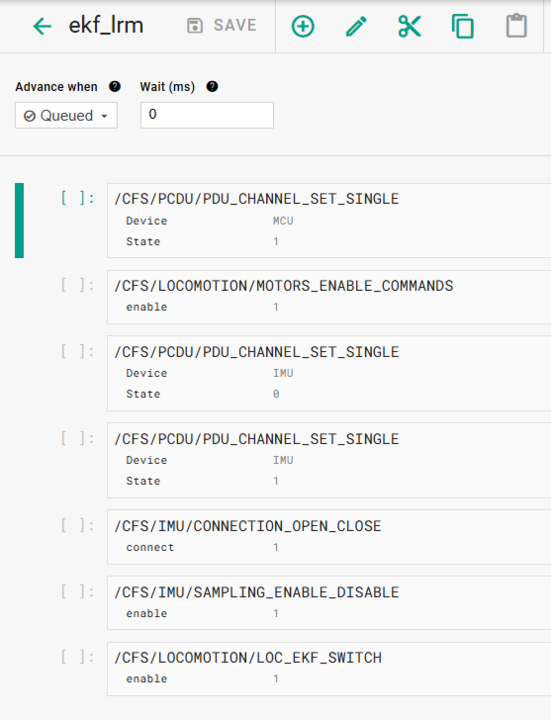 ekf_lrm
SAVE
Advance when
Wait (ms)
Queued
0
[ ]: /CFS/PCDU/PDU_CHANNEL_SET_SINGLE
Device MCU
State 1
[ ]: /CFS/LOCOMOTION/MOTORS_ENABLE_COMMANDS
enable 1
[ ]: /CFS/PCDU/PDU_CHANNEL_SET_SINGLE
Device IMU
State 0
[ ]: /CFS/PCDU/PDU_CHANNEL_SET_SINGLE
Device IMU
State 1
[ ]: /CFS/IMU/CONNECTION_OPEN_CLOSE
connect 1
[ ]: /CFS/IMU/SAMPLING_ENABLE_DISABLE
enable 1
[ ]: /CFS/LOCOMOTION/LOC_EKF_SWITCH
enable 1